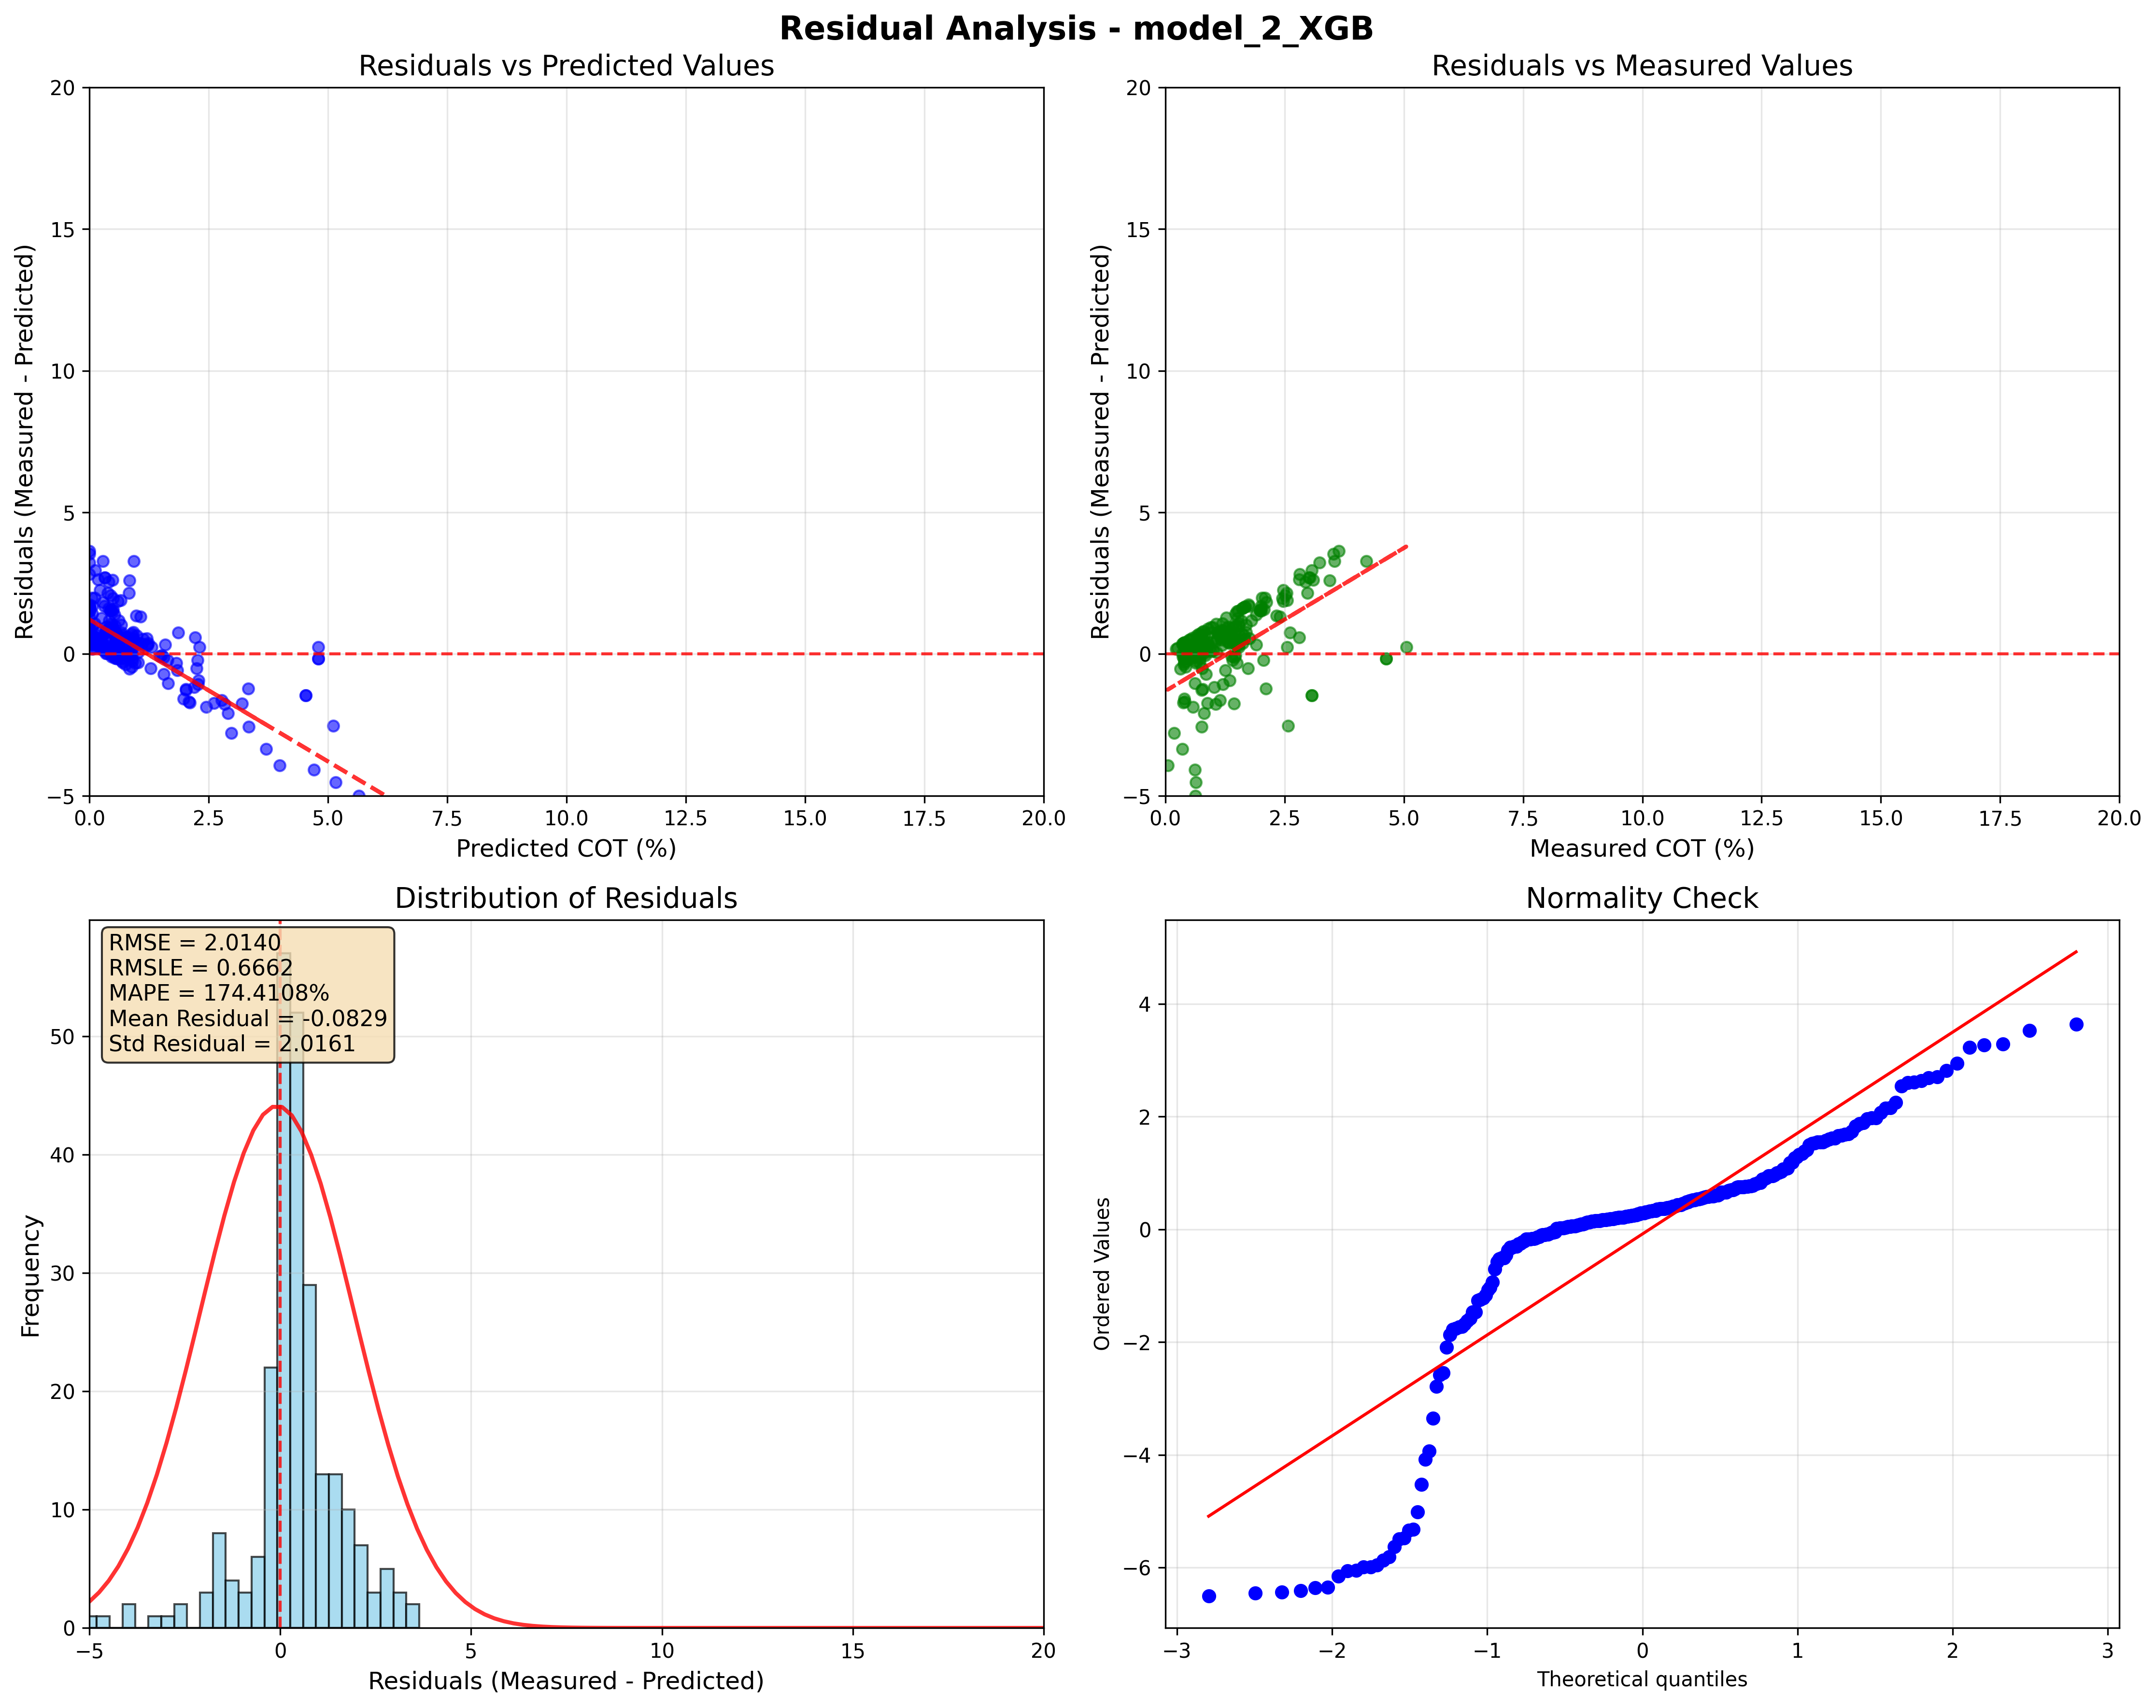 Residual Analysis - model_2_XGB
Residuals vs Predicted Values
20
15
10
5
0
−5
0.0 2.5 5.0 7.5 10.0 12.5 15.0 17.5 20.0
Predicted COT (%)
Residuals (Measured - Predicted)
Residuals vs Measured Values
20
15
10
5
0
−5
0.0 2.5 5.0 7.5 10.0 12.5 15.0 17.5 20.0
Measured COT (%)
Residuals (Measured - Predicted)
Distribution of Residuals
RMSE = 2.0140
RMSLE = 0.6662
MAPE = 174.4108%
Mean Residual = -0.0829
Std Residual = 2.0161
50
40
30
20
10
0
−5 0 5 10 15 20
Residuals (Measured - Predicted)
Frequency
Normality Check
4
2
0
−2
−4
−6
−3 −2 −1 0 1 2 3
Theoretical quantiles
Ordered Values